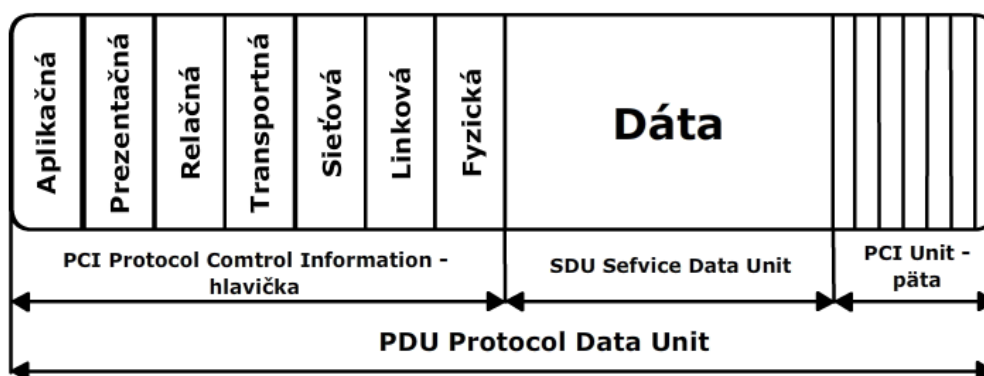 Aplikačná
Prezentačná
Relačná
Transportná
Sieťová
Linková
Fyzická
Dáta
PCI Protocol Comtrol Information -
hlavička
SDU Sefvice Data Unit
PCI Unit -
päta
PDU Protocol Data Unit